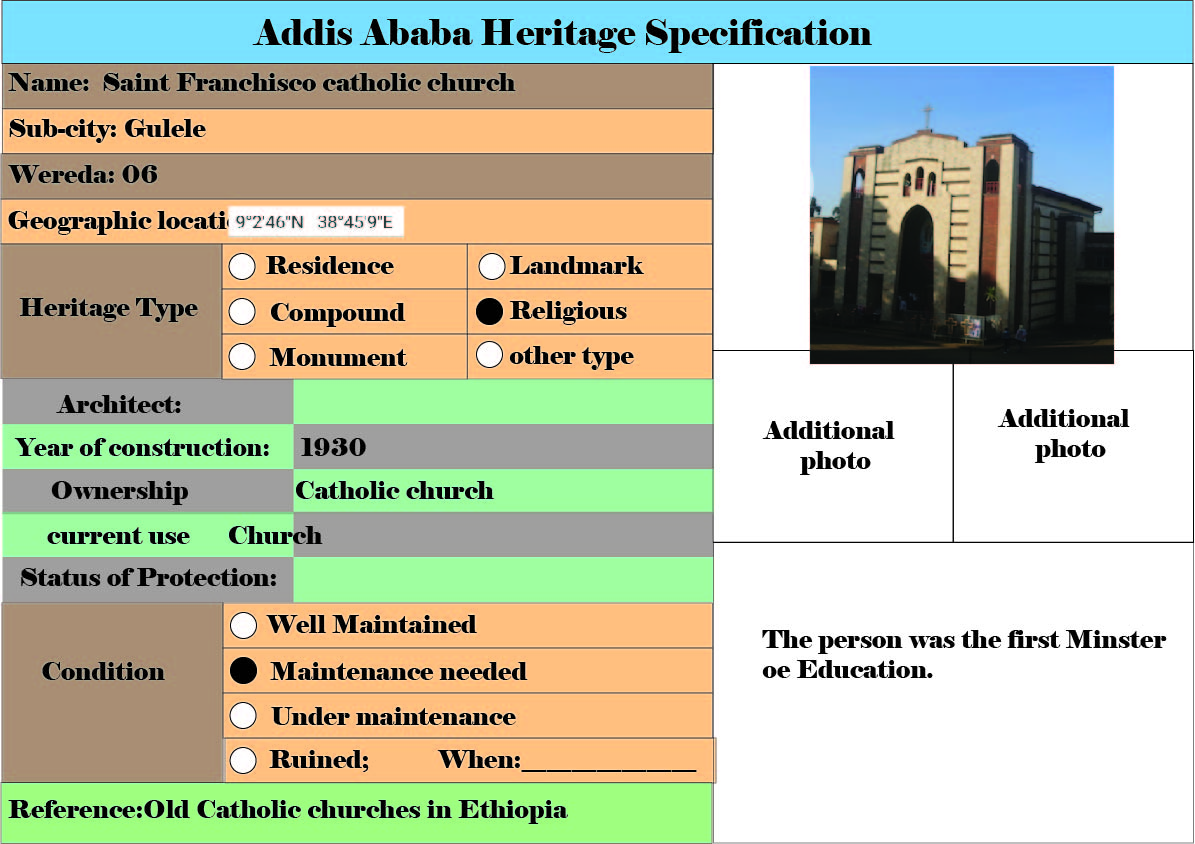 Addis Ababa Heritage Specification
Name: Saint Franchisco catholic church
Sub-city: Gulele
Wereda: 06
Geographic locati 9°2'46"N 38°45'9"E
Heritage Type
Residence
Landmark
Compound
Religious
Monument
other type
Architect:
Year of construction: 1930
Ownership Catholic church
current use Church
Status of Protection:
Condition
Well Maintained
Maintenance needed
Under maintenance
Ruined; When:________________
Reference:Old Catholic churches in Ethiopia
Additional
photo
Additional
photo
The person was the first Minster
oe Education.